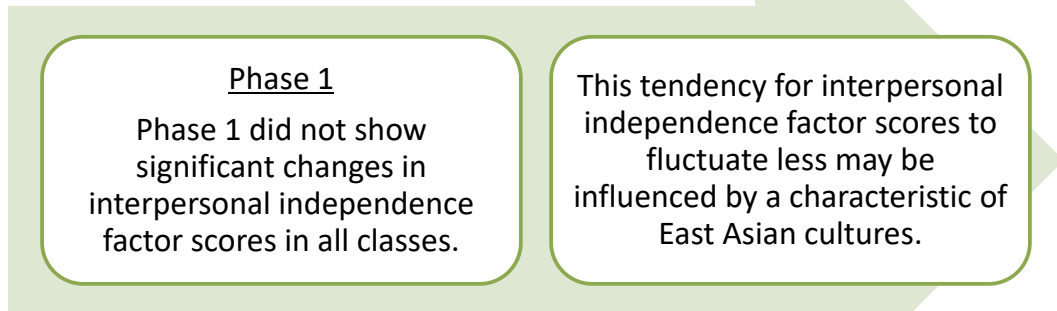 Phase 1
Phase 1 did not show
significant changes in
interpersonal independence
factor scores in all classes.
This tendency for interpersonal
independence factor scores to
fluctuate less may be
influenced by a characteristic of
East Asian cultures.